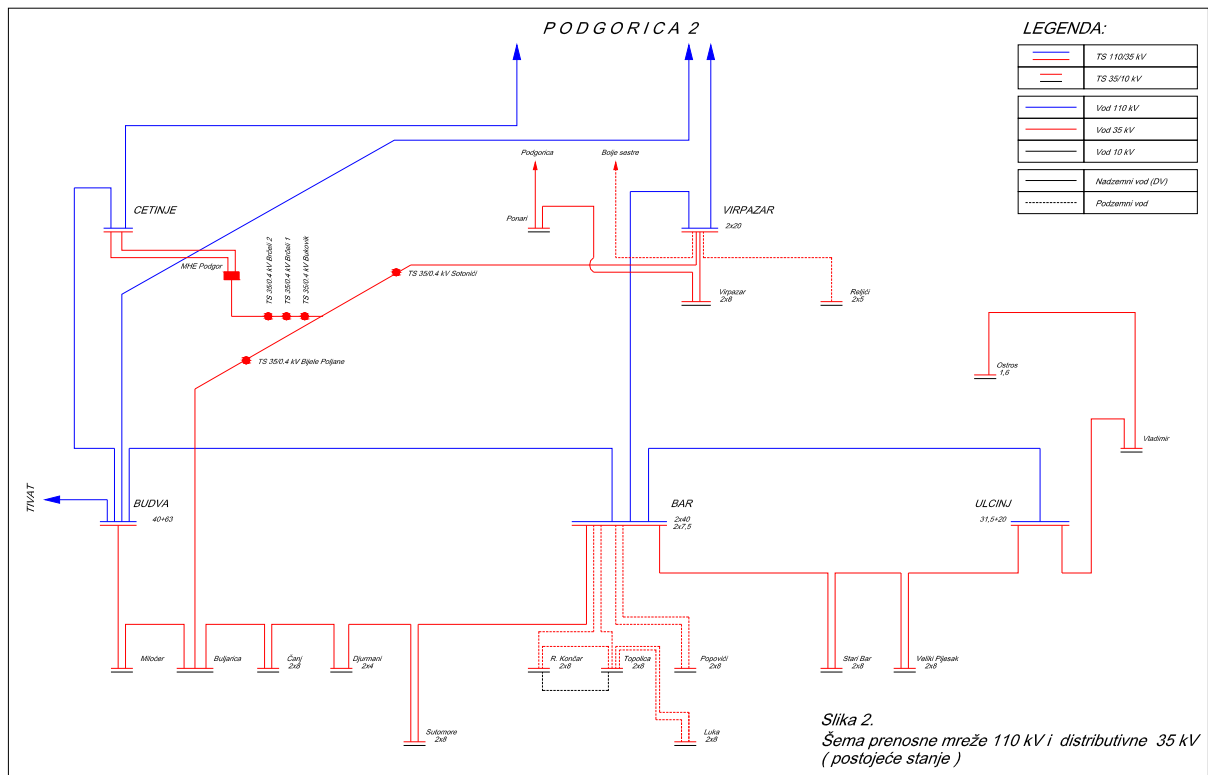 P O D G O R I C A  2
LEGENDA:
TS 110/35 kV
TS 35/10 kV
Vod 110 kV
Vod 35 kV
Vod 10 kV
Nadzemni vod (DV)
Podzemni vod
Podgorica
Bolje sestre
CETINJE
Ponari
VIRPAZAR
2x20
MHE Podgor
TS 35/0.4 kV Brčeli 2
TS 35/0.4 kV Brčeli 1
TS 35/0.4 kV Bukovik
TS 35/0.4 kV Sotonići
Virpazar
2x8
Reljići
2x5
TS 35/0.4 kV Bijele Poljane
Ostros
1,6
Vladimir
TIVAT
BUDVA
40+63
BAR
2x40
2x7,5
ULCINJ
31,5+20
Miločer
Buljarica
Čanj
2x8
Djurmani
2x4
R. Končar
2x8
Topolica
2x8
Popovići
2x8
Stari Bar
2x8
Veliki Pijesak
2x8
Sutomore
2x8
Luka
2x8
Slika 2.
Šema prenosne mreže 110 kV i  distributivne  35 kV
( postojeće stanje )